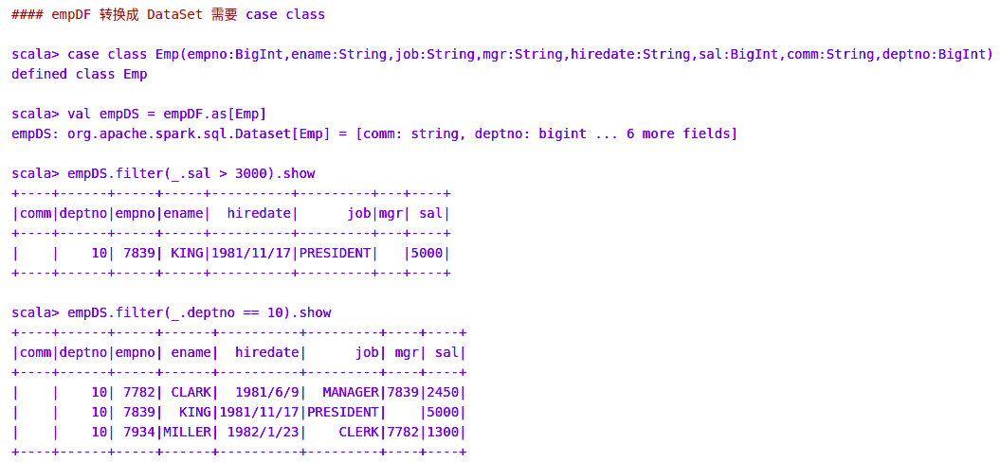 #### empDF 转换成 DataSet 需要 case class
scala> case class Emp(empno:BigInt,ename:String,job:String,mgr:String,hiredate:String,sal:BigInt,comm:String,deptno:BigInt)
defined class Emp
scala> val empDS = empDF.as[Emp]
empDS: org.apache.spark.sql.Dataset[Emp] = [comm: string, deptno: bigint ... 6 more fields]
scala> empDS.filter(_.sal > 3000).show
+----+------+-----+-----+----------+---------+---+----+
|comm|deptno|empno|ename|  hiredate|      job|mgr| sal|
+----+------+-----+-----+----------+---------+---+----+
|    |    10| 7839| KING|1981/11/17|PRESIDENT|   |5000|
+----+------+-----+-----+----------+---------+---+----+
scala> empDS.filter(_.deptno == 10).show
+----+------+-----+------+----------+---------+----+----+
|comm|deptno|empno| ename|  hiredate|      job| mgr| sal|
+----+------+-----+------+----------+---------+----+----+
|    |    10| 7782| CLARK|  1981/6/9|  MANAGER|7839|2450|
|    |    10| 7839|  KING|1981/11/17|PRESIDENT|    |5000|
|    |    10| 7934|MILLER| 1982/1/23|    CLERK|7782|1300|
+----+------+-----+------+----------+---------+----+----+